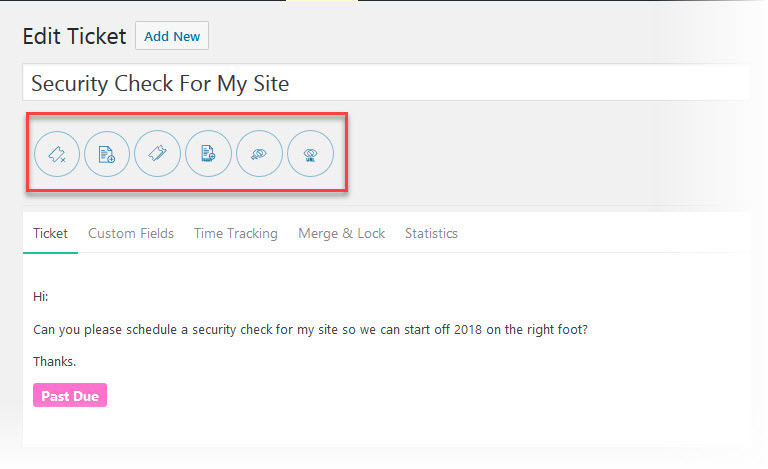 Edit Ticket Add New
Security Check For My Site
Ticket Custom Fields Time Tracking Merge & Lock Statistics
Hi:
Can you please schedule a security check for my site so we can start off 2018 on the right foot?
Thanks.
Past Due